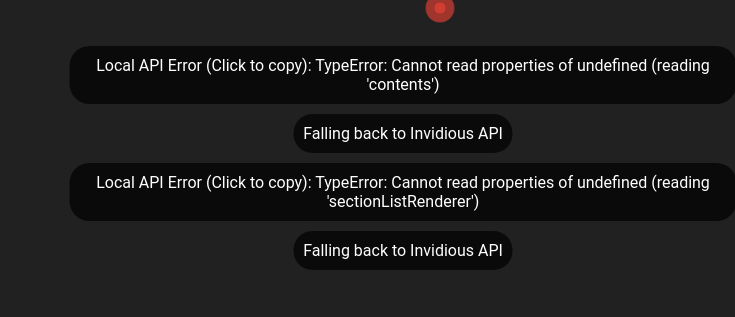 Local API Error (Click to copy): TypeError: Cannot read properties of undefined (reading
'contents')
Falling back to Invidious API
Local API Error (Click to copy): TypeError: Cannot read properties of undefined (reading
'sectionListRenderer')
Falling back to Invidious API